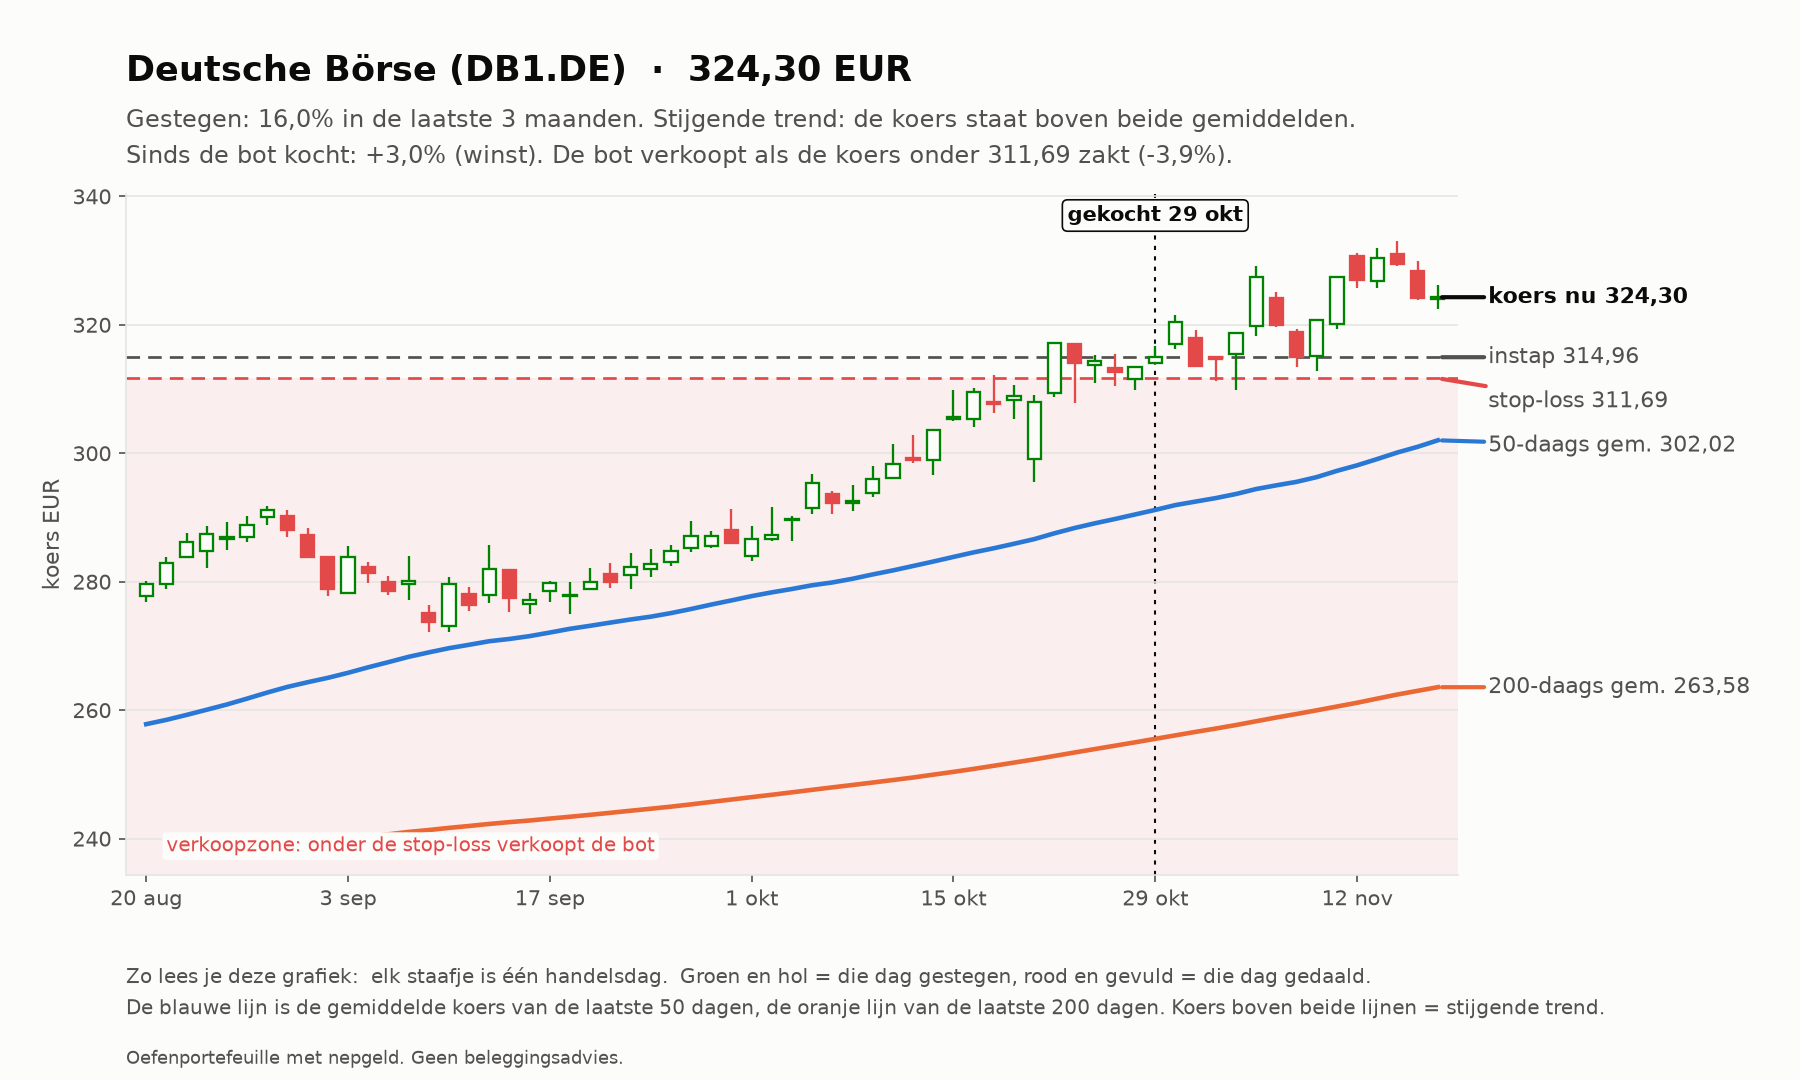 Deutsche Börse (DB1.DE)  ·  324,30 EUR
Gestegen: 16,0% in de laatste 3 maanden. Stijgende trend: de koers staat boven beide gemiddelden.
Sinds de bot kocht: +3,0% (winst). De bot verkoopt als de koers onder 311,69 zakt (-3,9%).
koers EUR
340
320
300
280
260
240
gekocht 29 okt
koers nu 324,30
instap 314,96
stop-loss 311,69
50-daags gem. 302,02
200-daags gem. 263,58
verkoopzone: onder de stop-loss verkoopt de bot
20 aug
3 sep
17 sep
1 okt
15 okt
29 okt
12 nov
Zo lees je deze grafiek:  elk staafje is één handelsdag.  Groen en hol = die dag gestegen, rood en gevuld = die dag gedaald.
De blauwe lijn is de gemiddelde koers van de laatste 50 dagen, de oranje lijn van de laatste 200 dagen. Koers boven beide lijnen = stijgende trend.
Oefenportefeuille met nepgeld. Geen beleggingsadvies.